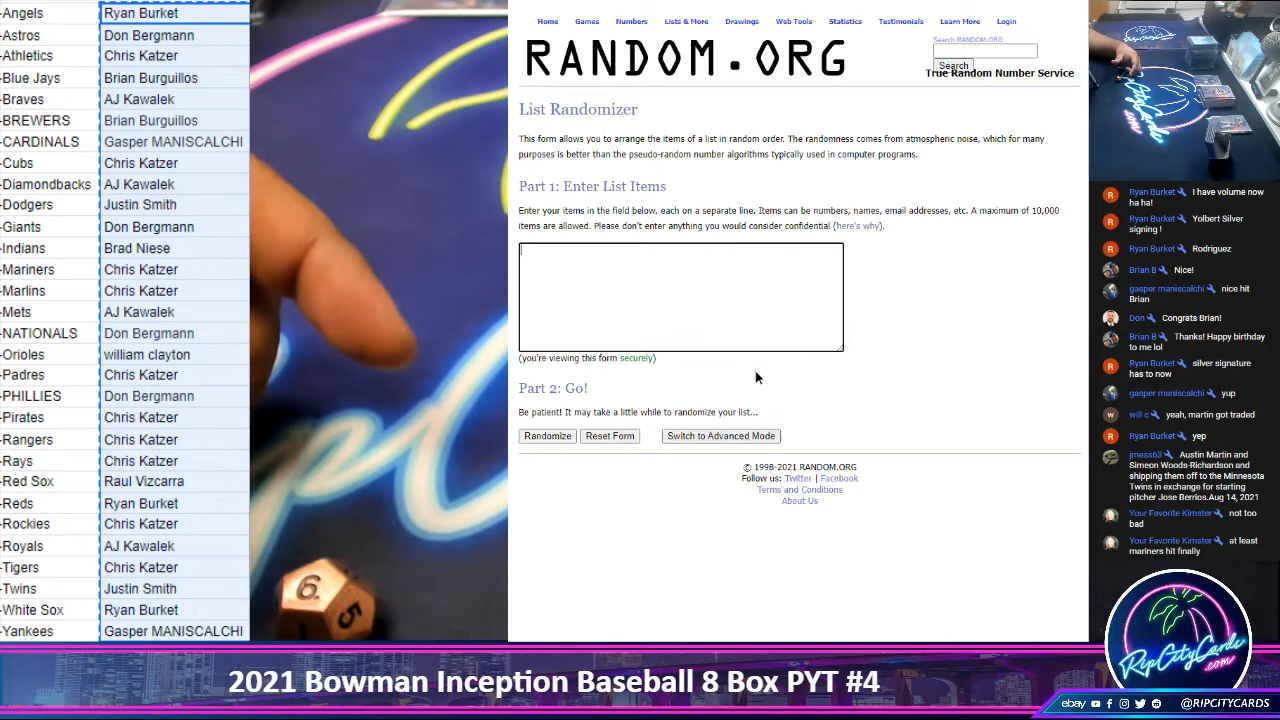 -Angels Ryan Burket
-Astros Don Bergmann
-Athletics Chris Katzer
-Blue Jays Brian Burguillos
-Braves AJ Kawalek
-BREWERS Brian Burguillos
-CARDINALS Gasper MANISCALCHI
-Cubs Chris Katzer
-Diamondbacks AJ Kawalek
-Dodgers Justin Smith
-Giants Don Bergmann
-Indians Brad Niese
-Mariners Chris Katzer
-Marlins Chris Katzer
-Mets AJ Kawalek
-NATIONALS Don Bergmann
-Orioles william clayton
-Padres Chris Katzer
-PHILLIES Don Bergmann
-Pirates Chris Katzer
-Rangers Chris Katzer
-Rays Chris Katzer
-Red Sox Raul Vizcarra
-Reds Ryan Burket
-Rockies Chris Katzer
-Royals AJ Kawalek
-Tigers Chris Katzer
-Twins Justin Smith
-White Sox Ryan Burket
-Yankees Gasper MANISCALCHI
Home Games Numbers Lists & More Drawings Web Tools Statistics Testimonials Learn More Login
RANDOM.ORG
Search RANDOM.ORG
Search
True Random Number Service
List Randomizer
This form allows you to arrange the items of a list in random order. The randomness comes from atmospheric noise, which for many
purposes is better than the pseudo-random number algorithms typically used in computer programs.
Part 1: Enter List Items
Enter your items in the field below, each on a separate line. Items can be numbers, names, email addresses, etc. A maximum of 10,000
items are allowed. Please don't enter anything you would consider confidential (here's why).
(you're viewing this form securely)
Part 2: Go!
Be patient! It may take a little while to randomize your list...
Randomize Reset Form Switch to Advanced Mode
© 1998-2021 RANDOM.ORG
Follow us: Twitter | Facebook
Terms and Conditions
About Us
R Ryan Burket I have volume now
ha ha!
R Ryan Burket Yolbert Silver
signing !
R Ryan Burket Rodriguez
Brian B Nice!
gasper maniscalchi nice hit
Brian
Don Congrats Brian!
Brian B Thanks! Happy birthday
to me lol
R Ryan Burket silver signature
has to now
gasper maniscalchi yup
w will c yeah, martin got traded
R Ryan Burket yep
jmess63 Austin Martin and
Simeon Woods-Richardson and
shipping them off to the Minnesota
Twins in exchange for starting
pitcher Jose Berrios.Aug 14, 2021
Your Favorite Kimster not too
bad
Your Favorite Kimster at least
mariners hit finally
6
5
RipCityCards
.com
2021 Bowman Inception Baseball 8 Box PYT #4
ebay @RIPCITYCARDS